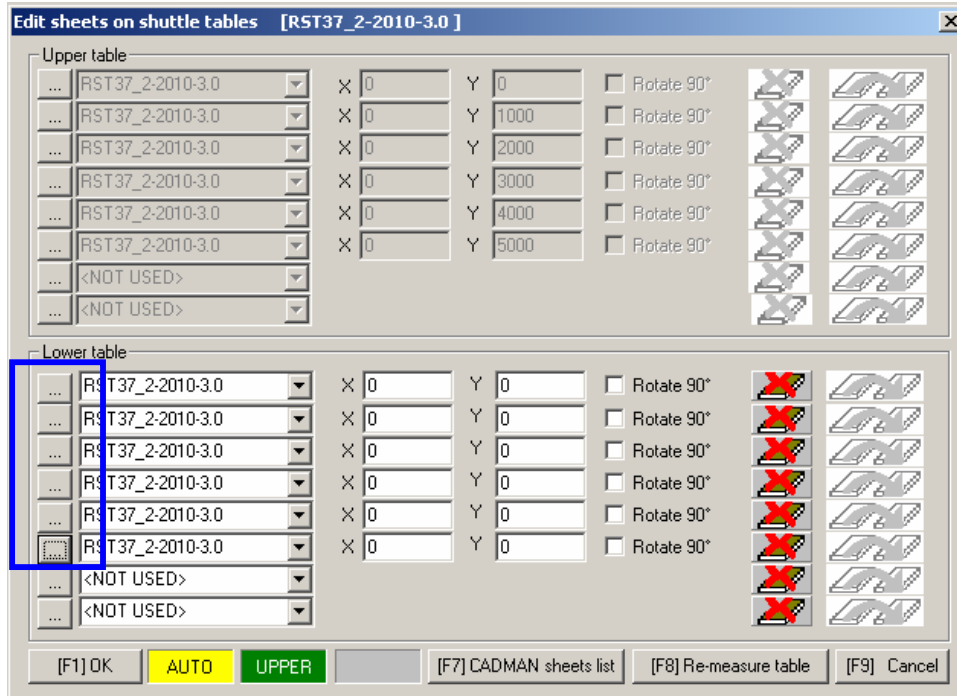 Edit sheets on shuttle tables [RST37_2-2010-3.0 ]
Upper table
... RST37_2-2010-3.0 X 0 Y 0 Rotate 90°
... RST37_2-2010-3.0 X 0 Y 1000 Rotate 90°
... RST37_2-2010-3.0 X 0 Y 2000 Rotate 90°
... RST37_2-2010-3.0 X 0 Y 3000 Rotate 90°
... RST37_2-2010-3.0 X 0 Y 4000 Rotate 90°
... RST37_2-2010-3.0 X 0 Y 5000 Rotate 90°
... <NOT USED>
... <NOT USED>
Lower table
... RST37_2-2010-3.0 X 0 Y 0 Rotate 90°
... RST37_2-2010-3.0 X 0 Y 0 Rotate 90°
... RST37_2-2010-3.0 X 0 Y 0 Rotate 90°
... RST37_2-2010-3.0 X 0 Y 0 Rotate 90°
... RST37_2-2010-3.0 X 0 Y 0 Rotate 90°
... RST37_2-2010-3.0 X 0 Y 0 Rotate 90°
... <NOT USED>
... <NOT USED>
[F1] OK AUTO UPPER [F7] CADMAN sheets list [F8] Re-measure table [F9] Cancel